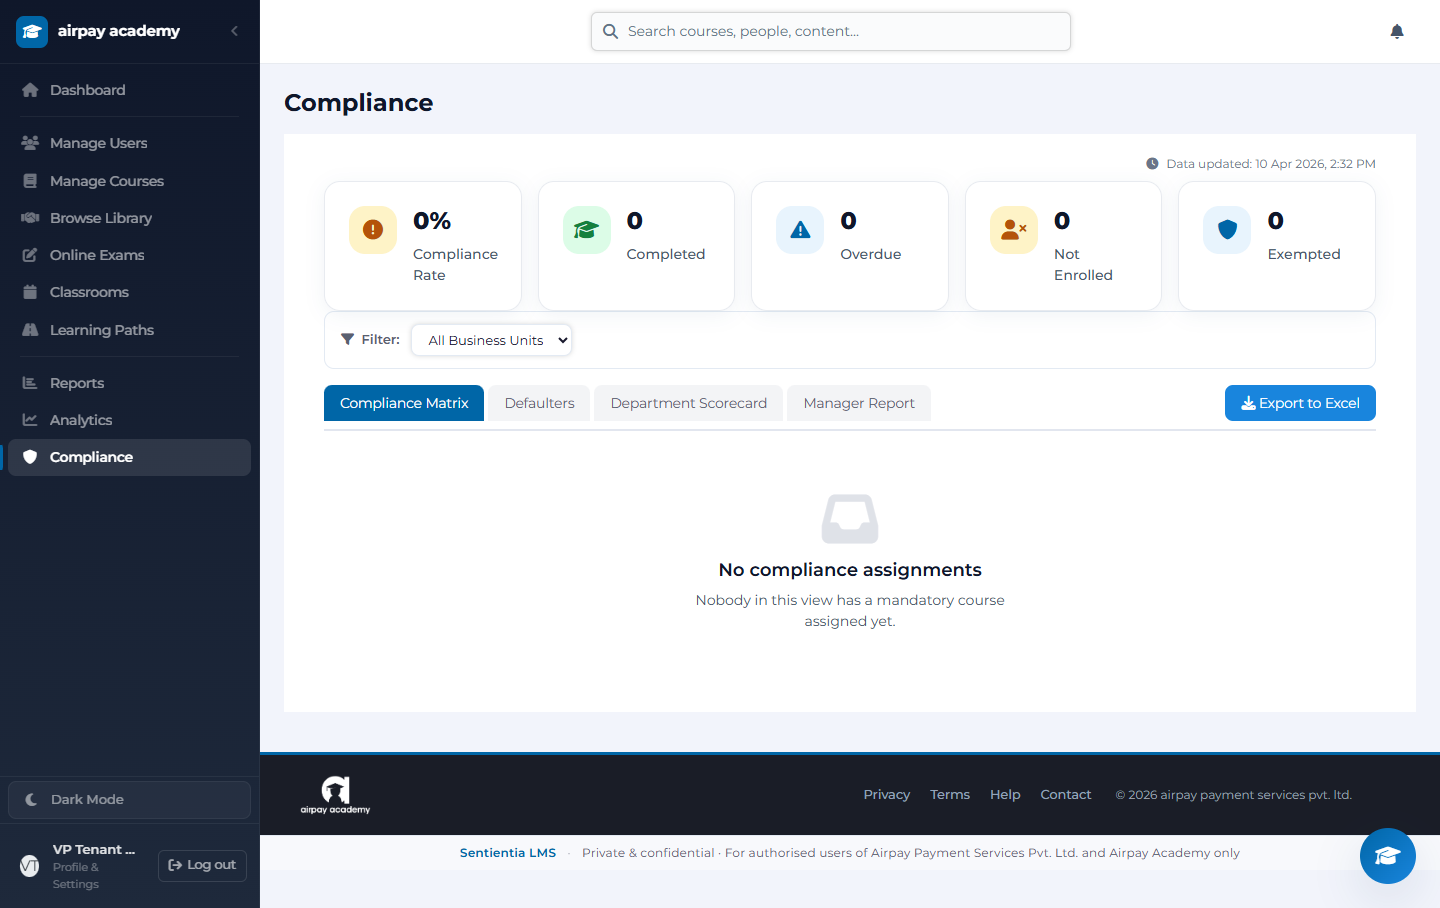 airpay academy
Search courses, people, content...
Dashboard
Manage Users
Manage Courses
Browse Library
Online Exams
Classrooms
Learning Paths
Reports
Analytics
Compliance
Dark Mode
VT
VP Tenant ...
Profile &
Settings
Log out
Compliance
Data updated: 10 Apr 2026, 2:32 PM
0%
Compliance
Rate
0
Completed
0
Overdue
0
Not
Enrolled
0
Exempted
Filter:
All Business Units
Compliance Matrix
Defaulters
Department Scorecard
Manager Report
Export to Excel
No compliance assignments
Nobody in this view has a mandatory course
assigned yet.
airpay academy
Privacy
Terms
Help
Contact
© 2026 airpay payment services pvt. ltd.
Sentientia LMS · Private & confidential · For authorised users of Airpay Payment Services Pvt. Ltd. and Airpay Academy only